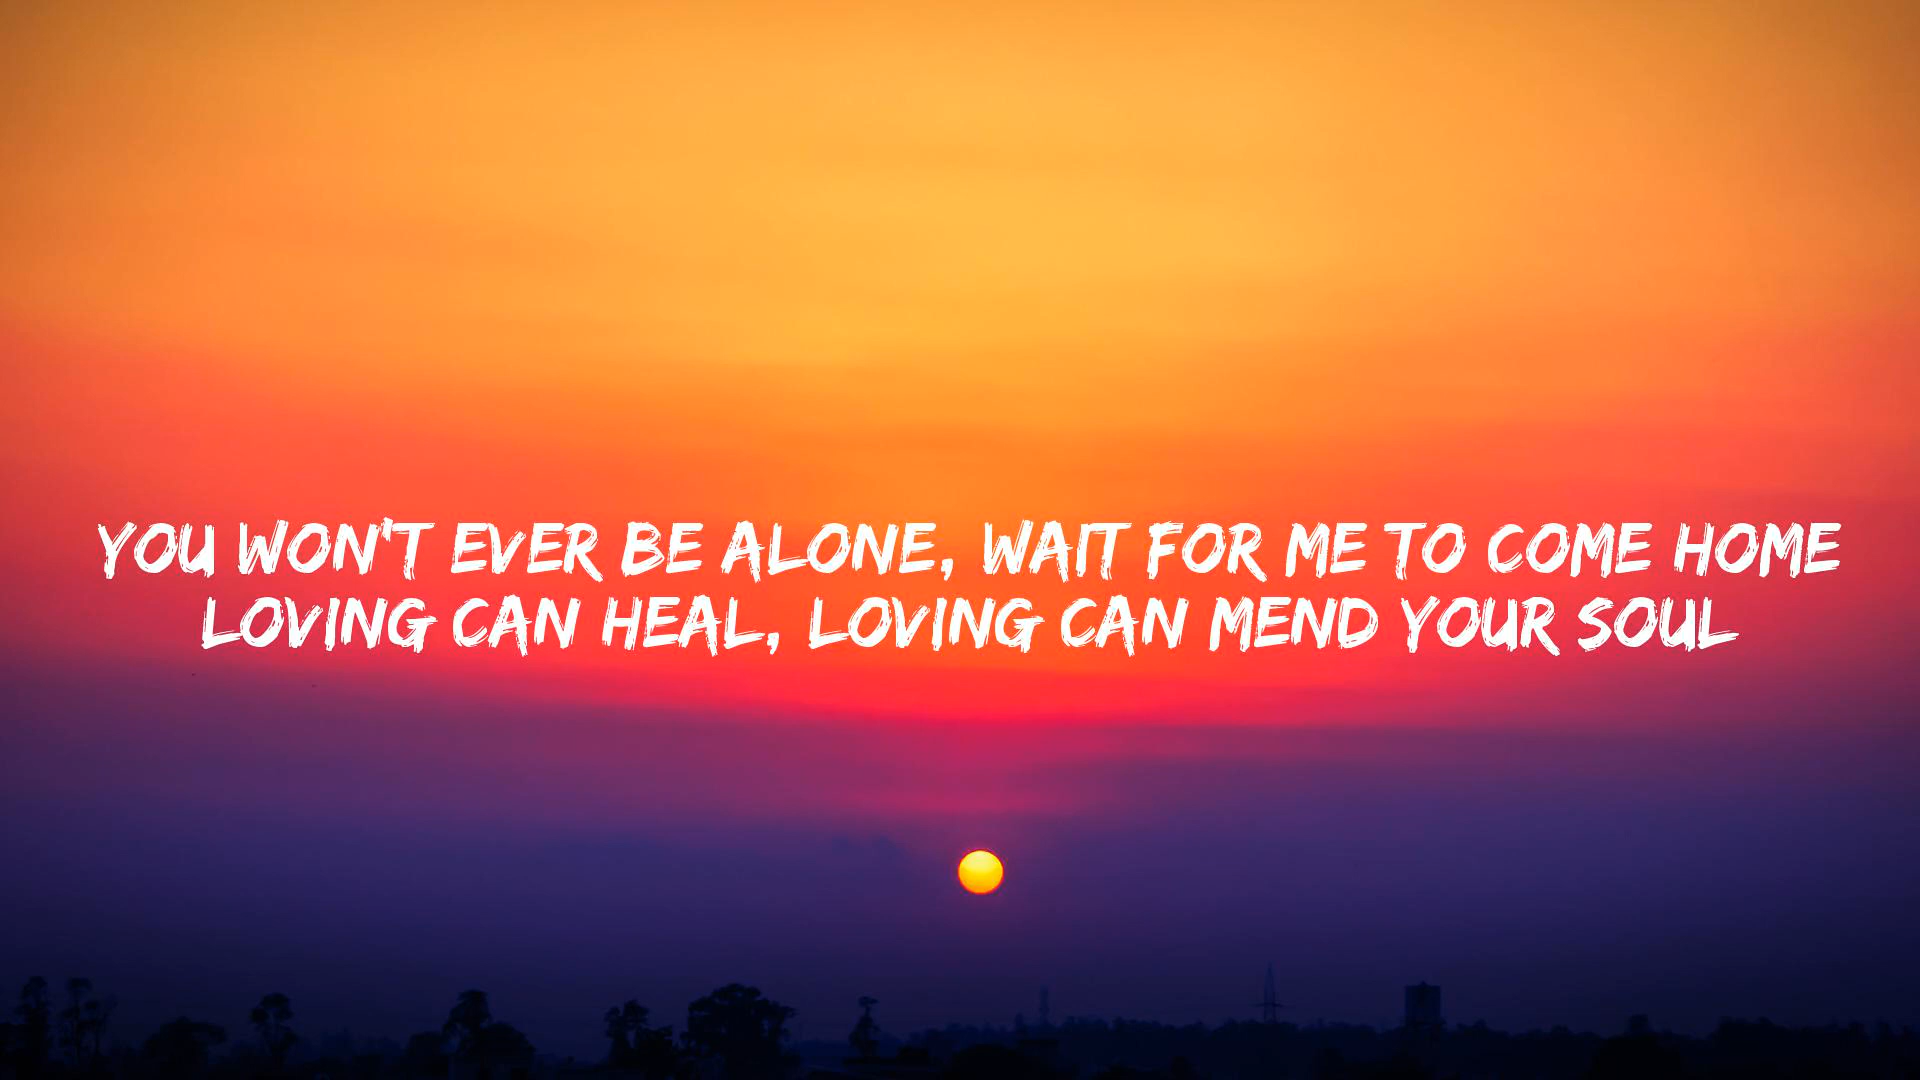 YOU WON'T EVER BE ALONE, WAIT FOR ME TO COME HOME
LOVING CAN HEAL, LOVING CAN MEND YOUR SOUL